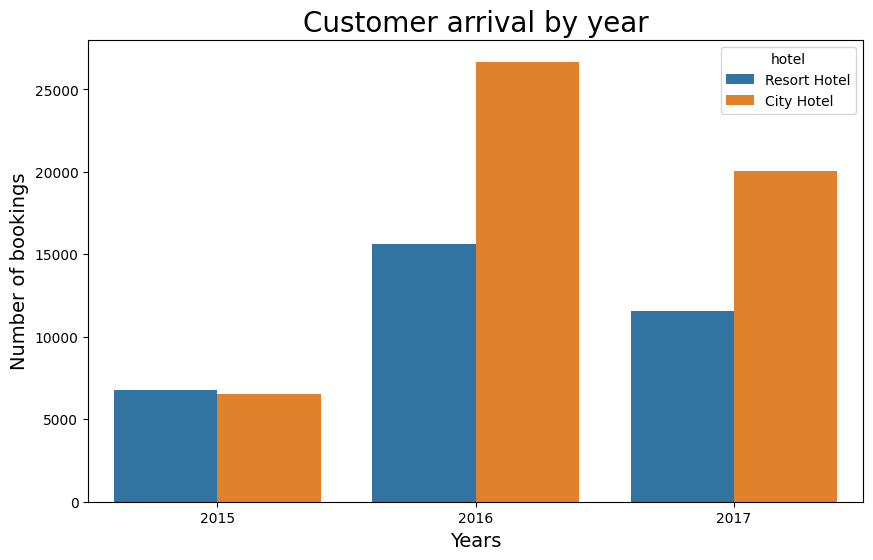 Customer arrival by year
hotel
Resort Hotel
City Hotel
Number of bookings
25000
20000
15000
10000
5000
0
2015
2016
2017
Years